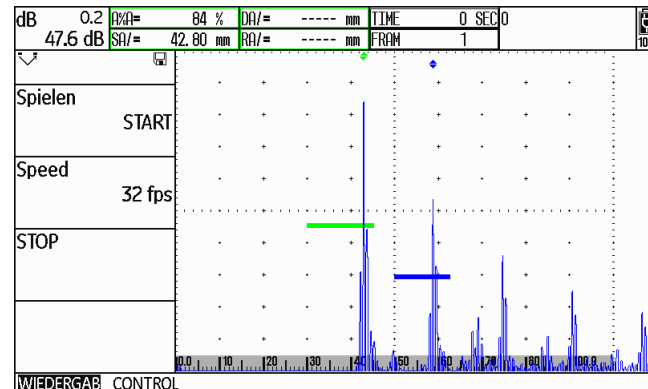 dB 0.2 A%A= 84 % DA/= ----- mm TIME 0 SEC 0
47.6 dB SA/= 42.80 mm RA/= ----- mm FRAM 1 10
Spielen
START
Speed
32 fps
STOP
0.0 10 20 30 40 50 60 70 80 100.0
WIEDERGAB CONTROL